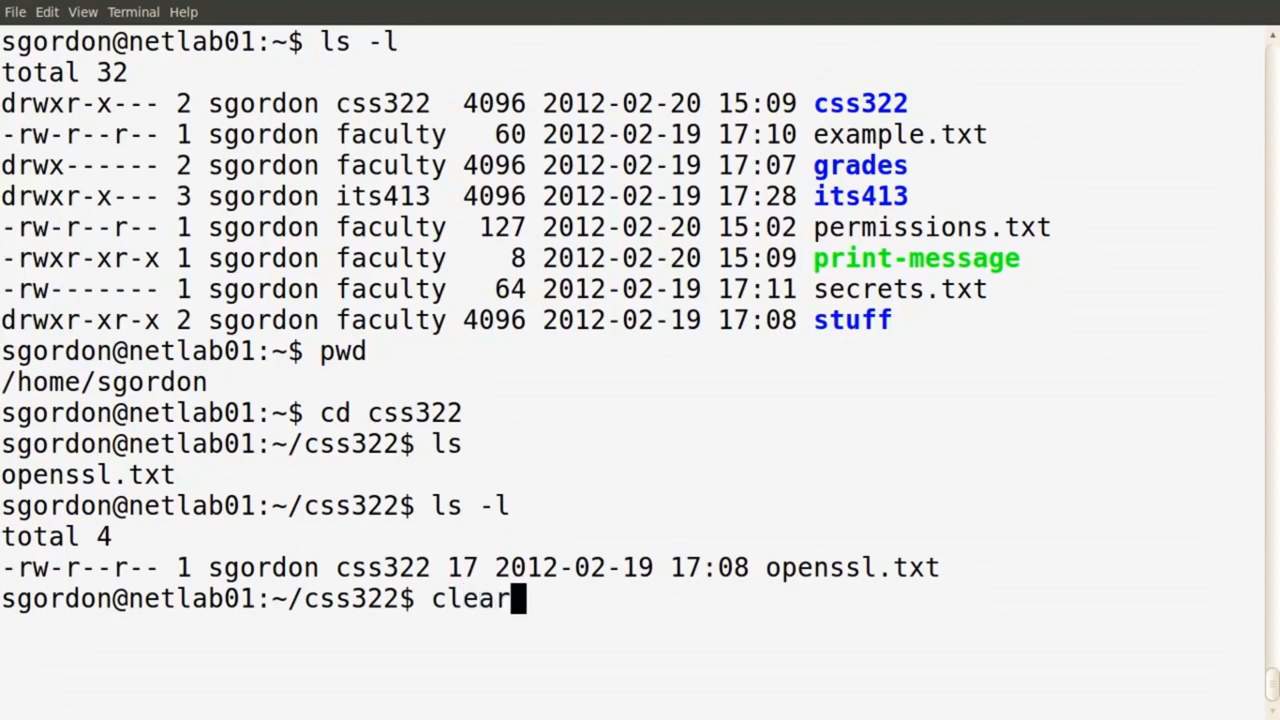 File Edit View Terminal Help
sgordon@netlab01:~$ ls -l
total 32
drwxr-x--- 2 sgordon css322  4096 2012-02-20 15:09 css322
-rw-r--r-- 1 sgordon faculty   60 2012-02-19 17:10 example.txt
drwx------ 2 sgordon faculty 4096 2012-02-19 17:07 grades
drwxr-x--- 3 sgordon its413  4096 2012-02-19 17:28 its413
-rw-r--r-- 1 sgordon faculty  127 2012-02-20 15:02 permissions.txt
-rwxr-xr-x 1 sgordon faculty    8 2012-02-20 15:09 print-message
-rw------- 1 sgordon faculty   64 2012-02-19 17:11 secrets.txt
drwxr-xr-x 2 sgordon faculty 4096 2012-02-19 17:08 stuff
sgordon@netlab01:~$ pwd
/home/sgordon
sgordon@netlab01:~$ cd css322
sgordon@netlab01:~/css322$ ls
openssl.txt
sgordon@netlab01:~/css322$ ls -l
total 4
-rw-r--r-- 1 sgordon css322 17 2012-02-19 17:08 openssl.txt
sgordon@netlab01:~/css322$ clear